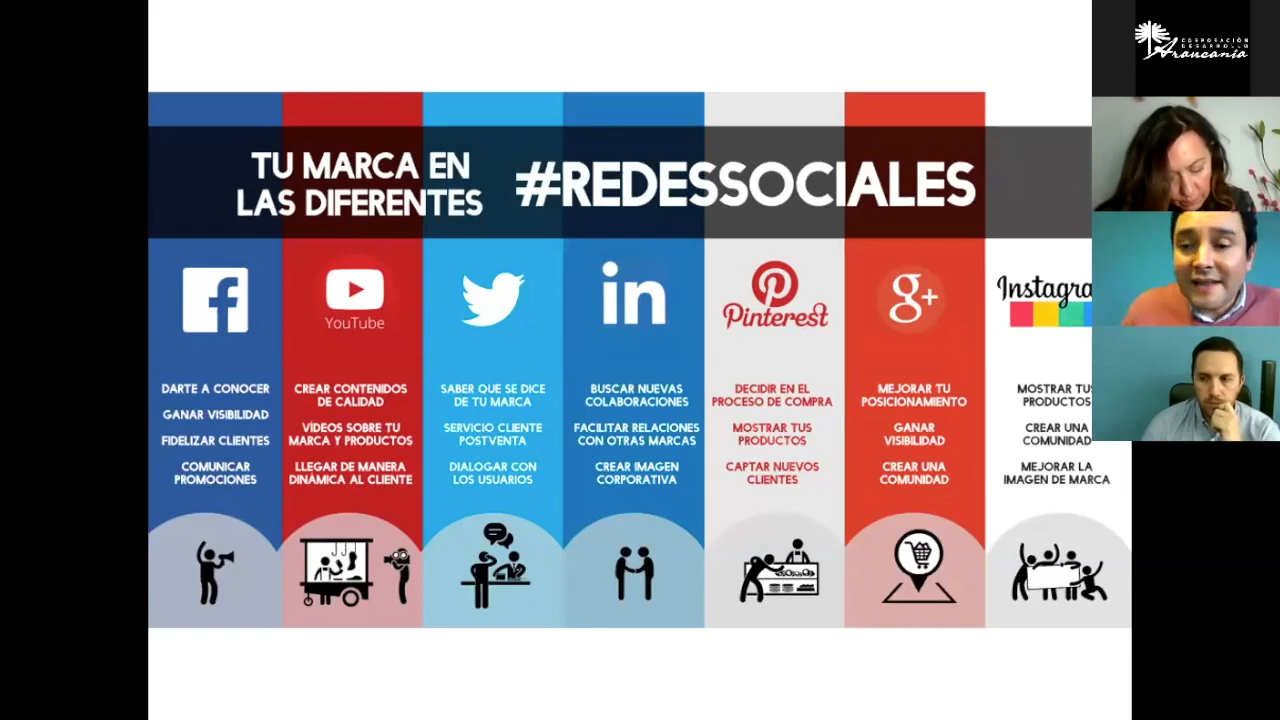 TU MARCA EN
LAS DIFERENTES
#REDESSOCIALES
YouTube
in
Pinterest
g+
Instagra
DARTE A CONOCER
GANAR VISIBILIDAD
FIDELIZAR CLIENTES
COMUNICAR
PROMOCIONES
CREAR CONTENIDOS
DE CALIDAD
VÍDEOS SOBRE TU
MARCA Y PRODUCTOS
LLEGAR DE MANERA
DINÁMICA AL CLIENTE
SABER QUE SE DICE
DE TU MARCA
SERVICIO CLIENTE
POSTVENTA
DIALOGAR CON
LOS USUARIOS
BUSCAR NUEVAS
COLABORACIONES
FACILITAR RELACIONES
CON OTRAS MARCAS
CREAR IMAGEN
CORPORATIVA
DECIDIR EN EL
PROCESO DE COMPRA
MOSTRAR TUS
PRODUCTOS
CAPTAR NUEVOS
CLIENTES
MEJORAR TU
POSICIONAMIENTO
GANAR
VISIBILIDAD
CREAR UNA
COMUNIDAD
MOSTRAR TUS
PRODUCTOS
CREAR UNA
COMUNIDAD
MEJORAR LA
IMAGEN DE MARCA
CORPORACIÓN
DESARROLLO
Araucanía